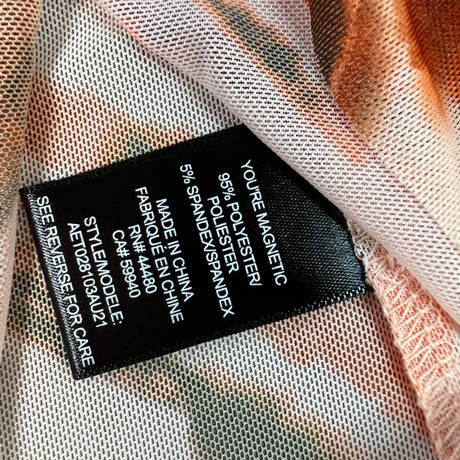 YOU'RE MAGNETIC
95% POLYESTER/
POLIESTER
5% SPANDEX/SPANDEX
MADE IN CHINA
FABRIQUÉ EN CHINE
RN# 44480
CA# 59940
STYLE/MODELE:
AET028103AU21
SEE REVERSE FOR CARE